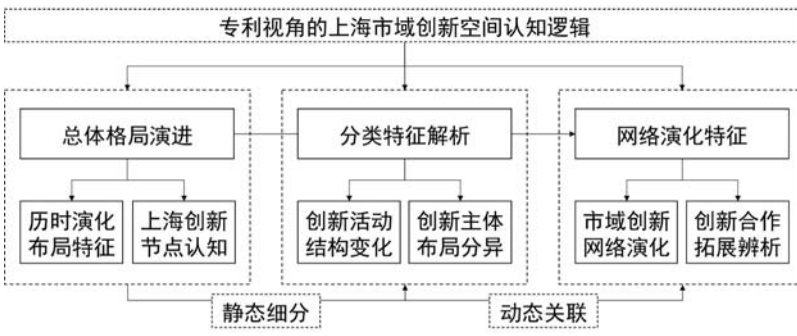 专利视角的上海市域创新空间认知逻辑
总体格局演进
分类特征解析
网络演化特征
历时演化
布局特征
上海创新
节点认知
创新活动
结构变化
创新主体
布局分异
市域创新
网络演化
创新合作
拓展辨析
静态细分
动态关联